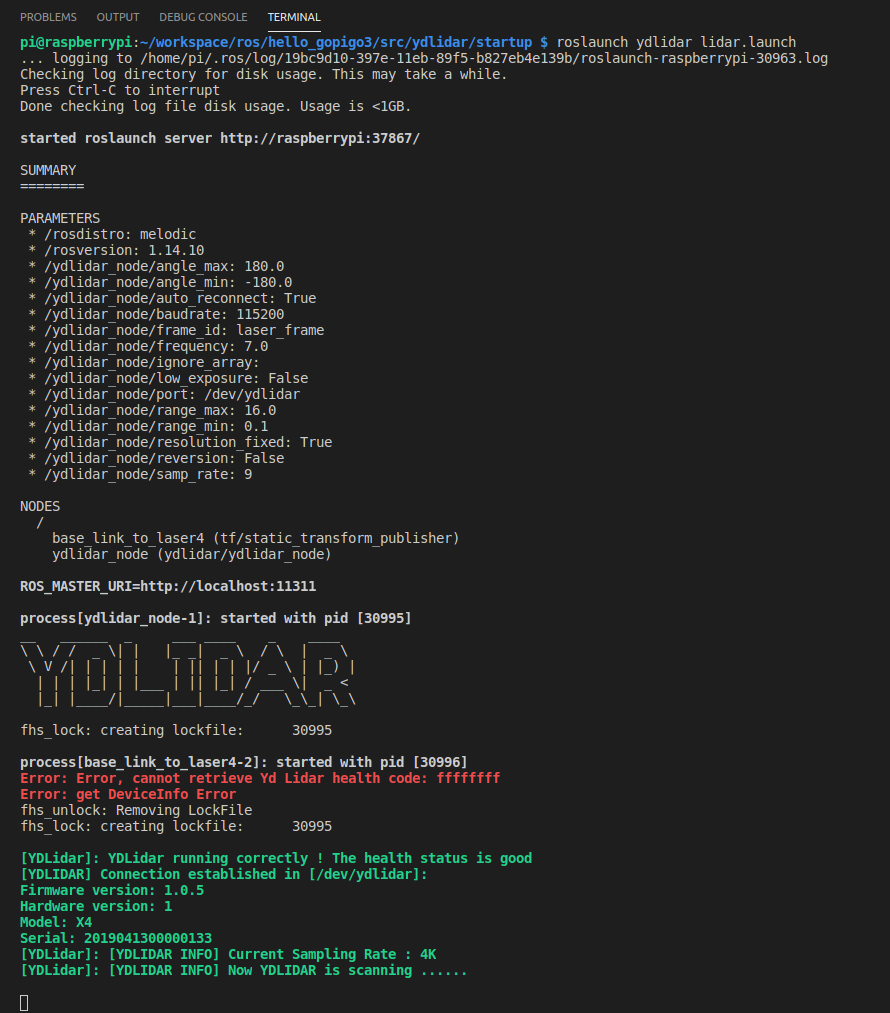 PROBLEMS OUTPUT DEBUG CONSOLE TERMINAL
pi@raspberrypi:~/workspace/ros/hello_gopigo3/src/ydlidar/startup $ roslaunch ydlidar lidar.launch
... logging to /home/pi/.ros/log/19bc9d10-397e-11eb-89f5-b827eb4e139b/roslaunch-raspberrypi-30963.log
Checking log directory for disk usage. This may take a while.
Press Ctrl-C to interrupt
Done checking log file disk usage. Usage is <1GB.
started roslaunch server http://raspberrypi:37867/
SUMMARY
========
PARAMETERS
* /rosdistro: melodic
* /rosversion: 1.14.10
* /ydlidar_node/angle_max: 180.0
* /ydlidar_node/angle_min: -180.0
* /ydlidar_node/auto_reconnect: True
* /ydlidar_node/baudrate: 115200
* /ydlidar_node/frame_id: laser_frame
* /ydlidar_node/frequency: 7.0
* /ydlidar_node/ignore_array:
* /ydlidar_node/low_exposure: False
* /ydlidar_node/port: /dev/ydlidar
* /ydlidar_node/range_max: 16.0
* /ydlidar_node/range_min: 0.1
* /ydlidar_node/resolution_fixed: True
* /ydlidar_node/reversion: False
* /ydlidar_node/samp_rate: 9
NODES
/
base_link_to_laser4 (tf/static_transform_publisher)
ydlidar_node (ydlidar/ydlidar_node)
ROS_MASTER_URI=http://localhost:11311
process[ydlidar_node-1]: started with pid [30995]
YDLIDAR
fhs_lock: creating lockfile: 30995
process[base_link_to_laser4-2]: started with pid [30996]
Error: Error, cannot retrieve Yd Lidar health code: ffffffff
Error: get DeviceInfo Error
fhs_unlock: Removing LockFile
fhs_lock: creating lockfile: 30995
[YDLidar]: YDLidar running correctly ! The health status is good
[YDLIDAR] Connection established in [/dev/ydlidar]:
Firmware version: 1.0.5
Hardware version: 1
Model: X4
Serial: 2019041300000133
[YDLidar]: [YDLIDAR INFO] Current Sampling Rate : 4K
[YDLidar]: [YDLIDAR INFO] Now YDLIDAR is scanning ......